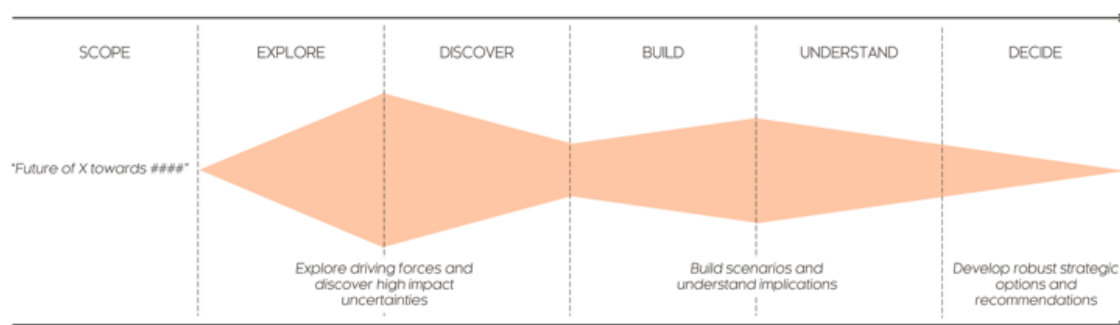 SCOPE
EXPLORE
DISCOVER
BUILD
UNDERSTAND
DECIDE
"Future of X towards ####"
Explore driving forces and
discover high impact
uncertainties
Build scenarios and
understand implications
Develop robust strategic
options and
recommendations